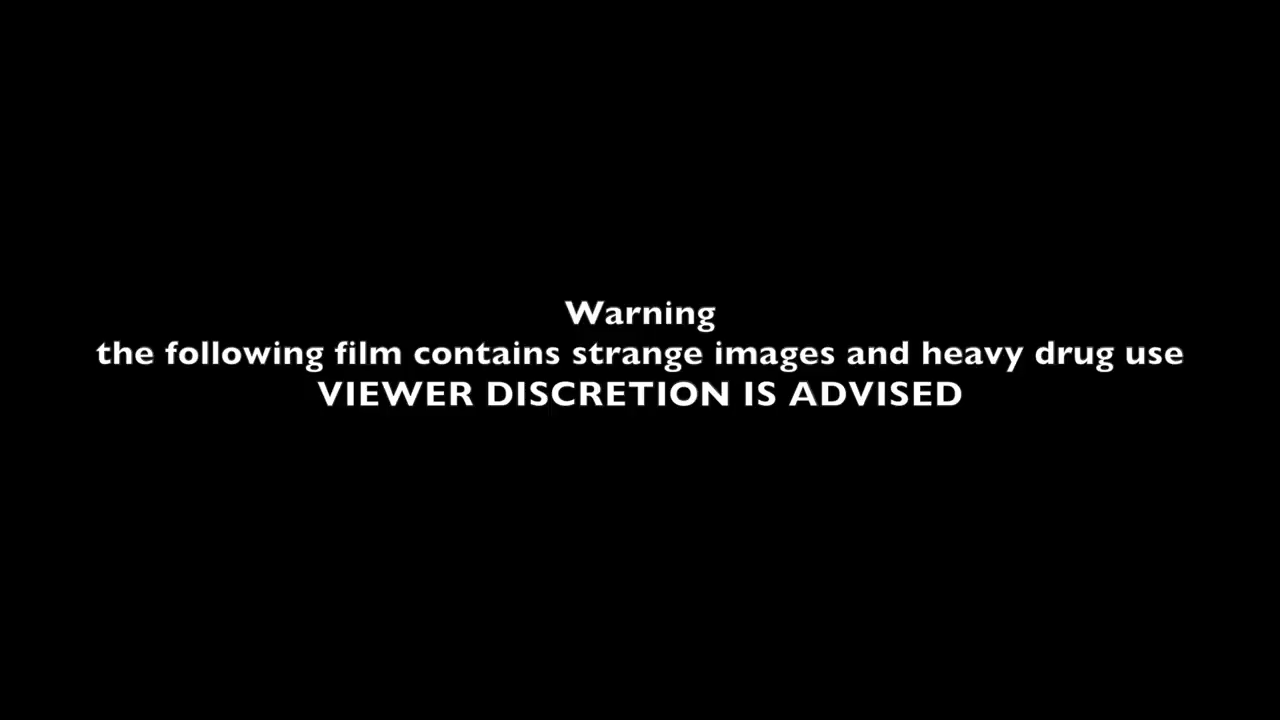 Warning
the following film contains strange images and heavy drug use
VIEWER DISCRETION IS ADVISED